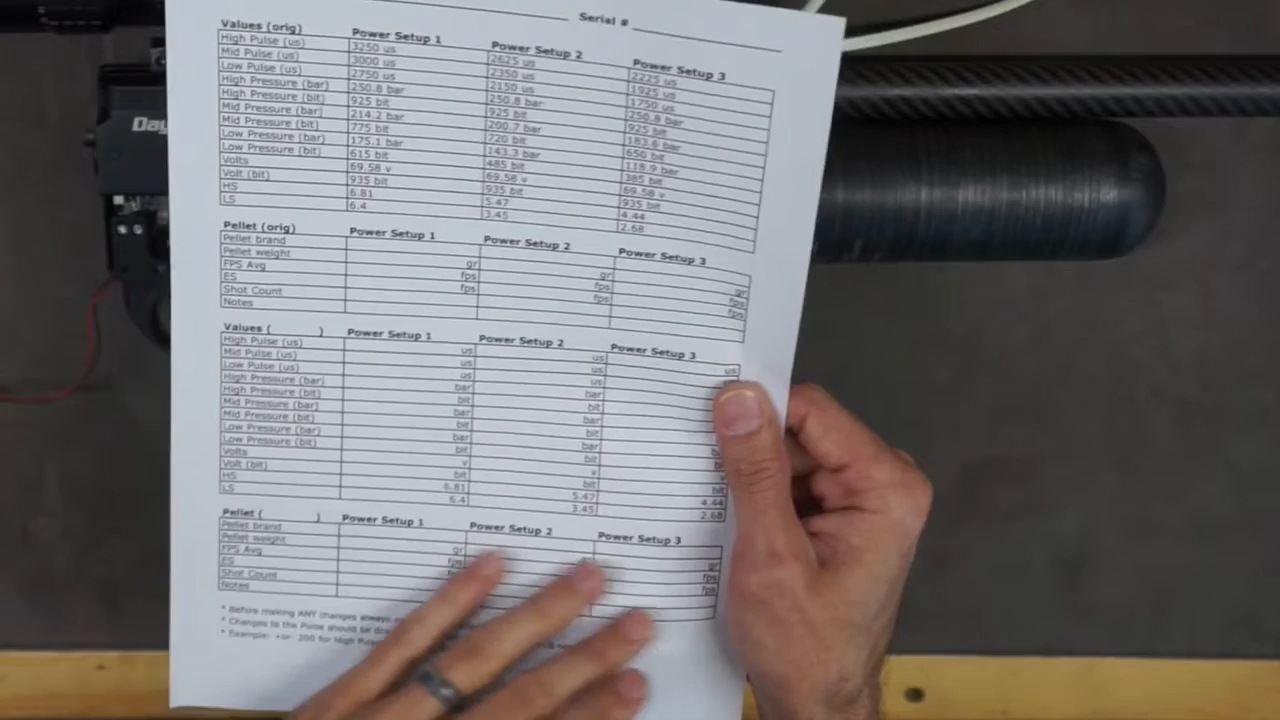 Serial #
Values (orig) Power Setup 1 Power Setup 2 Power Setup 3
High Pulse (us) 3250 us 2625 us 2225 us
Mid Pulse (us) 3000 us 2350 us 1925 us
Low Pulse (us) 2750 us 2150 us 1750 us
High Pressure (bar) 250.8 bar 250.8 bar 250.8 bar
High Pressure (bit) 925 bit 925 bit 925 bit
Mid Pressure (bar) 214.2 bar 200.7 bar 183.6 bar
Mid Pressure (bit) 775 bit 720 bit 650 bit
Low Pressure (bar) 175.1 bar 143.3 bar 118.9 bar
Low Pressure (bit) 615 bit 485 bit 385 bit
Volts 69.58 v 69.58 v 69.58 v
Volt (bit) 935 bit 935 bit 935 bit
HS 6.81 5.47 4.44
LS 6.4 3.45 2.68
Pellet (orig) Power Setup 1 Power Setup 2 Power Setup 3
Pellet brand
Pellet weight gr gr gr
FPS Avg fps fps fps
ES fps fps fps
Shot Count
Notes
Values ( ) Power Setup 1 Power Setup 2 Power Setup 3
High Pulse (us) us us us
Mid Pulse (us) us us
Low Pulse (us) us us
High Pressure (bar) bar bar
High Pressure (bit) bit bit
Mid Pressure (bar) bar bar
Mid Pressure (bit) bit bit
Low Pressure (bar) bar bar
Low Pressure (bit) bit bit
Volts v v
Volt (bit) bit bit bit
HS 6.81 5.47 4.44
LS 6.4 3.45 2.68
Pellet ( ) Power Setup 1 Power Setup 2 Power Setup 3
Pellet brand
Pellet weight gr gr
FPS Avg fps fps
ES fps
Shot Count
Notes
* Before making ANY changes always
* Changes to the Pulse should be
* Example: +or- 200 for High
Day